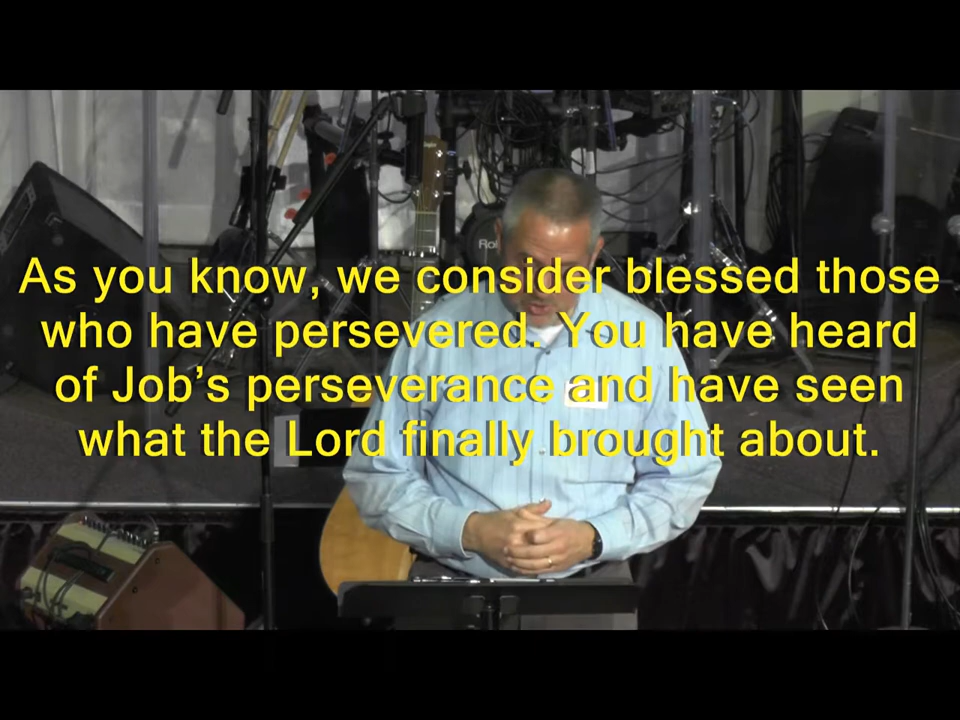 As you know, we consider blessed those
who have persevered. You have heard
of Job’s perseverance and have seen
what the Lord finally brought about.